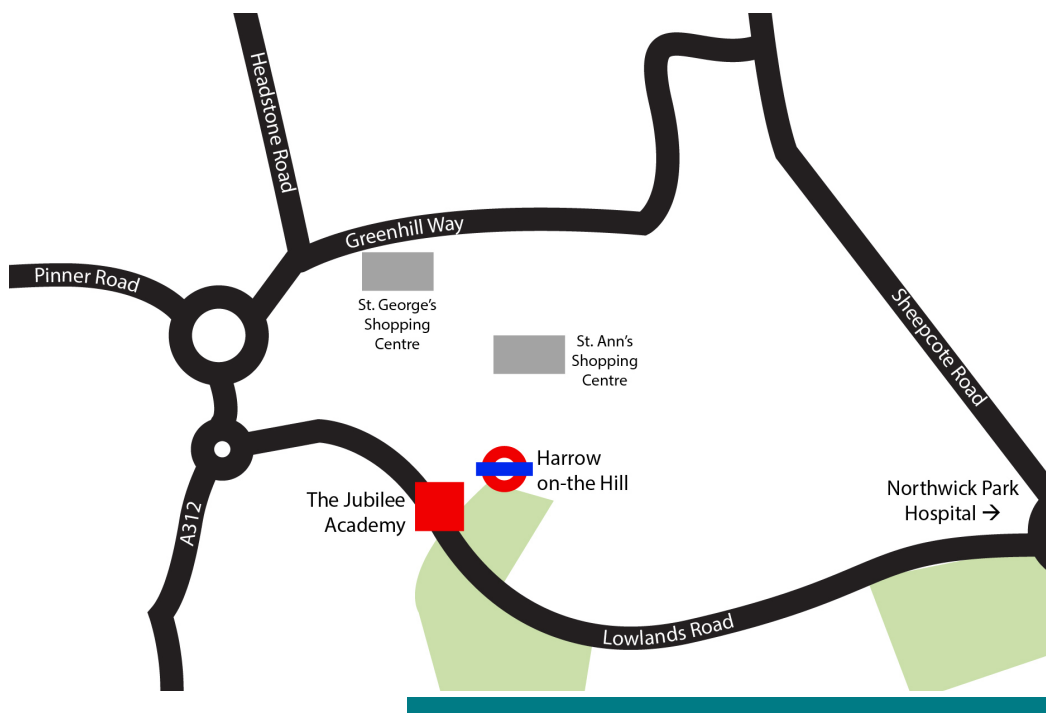 Headstone Road
Greenhill Way
Pinner Road
St. George's
Shopping
Centre
St. Ann's
Shopping
Centre
Sheepcote Road
Harrow
on-the Hill
The Jubilee
Academy
Northwick Park
Hospital →
A312
Lowlands Road